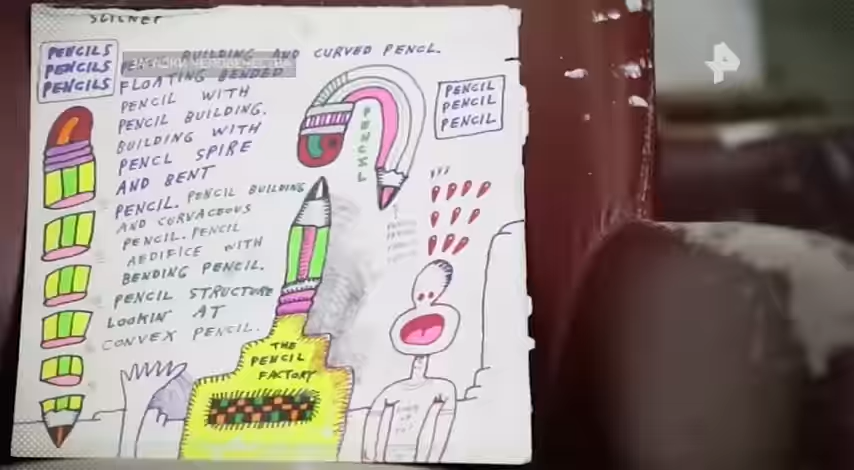 PENCILS
PENCILS
PENCILS
BUILDING AND CURVED PENCL.
FLOATING BENDED
PENCIL WITH
PENCIL BUILDING.
BUILDING WITH
PENCL SPIRE
AND BENT
PENCIL. PENCIL BUILDING
AND CURVACEOUS
PENCIL. PENCIL
AEDIFICE WITH
BENDING PENCIL.
PENCIL STRUCTURE
LOOKIN' AT
CONVEX PENCIL.
PENCIL
PENCIL
PENCIL
PENCIL
THE
PENCIL
FACTORY
ЗАГАДКИ ЧЕЛОВЕЧЕСТВА